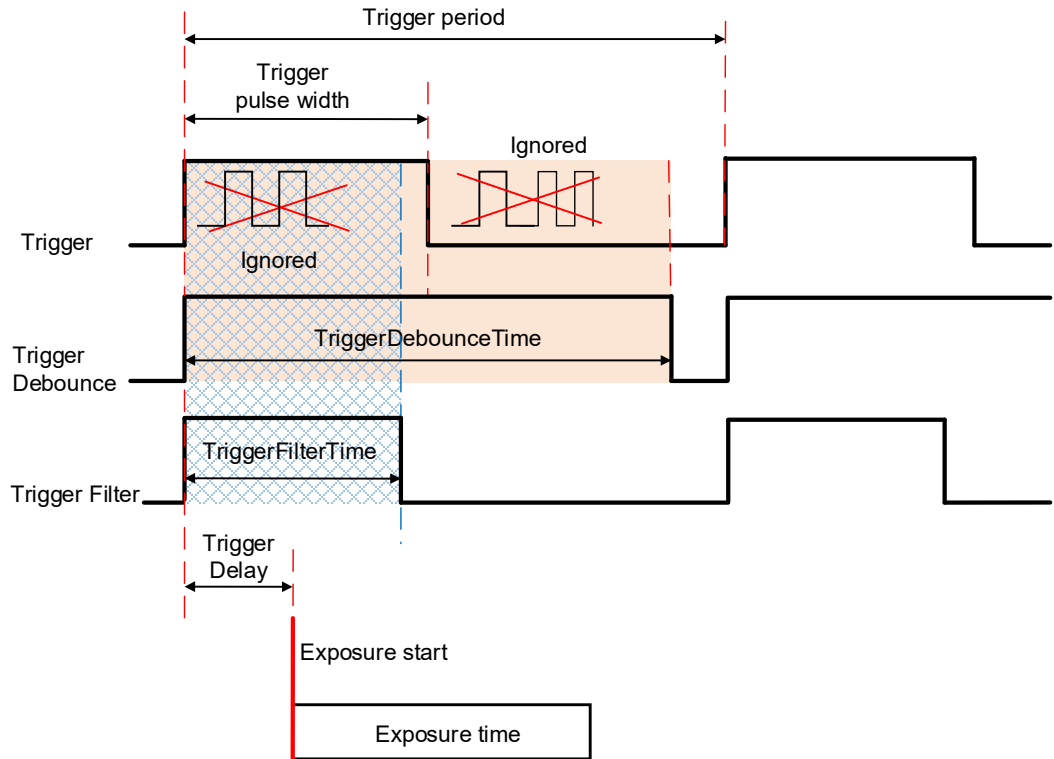 Trigger period
Trigger
pulse width
Ignored
Trigger
Ignored
TriggerDebounceTime
Trigger
Debounce
TriggerFilterTime
Trigger Filter
Trigger
Delay
Exposure start
Exposure time